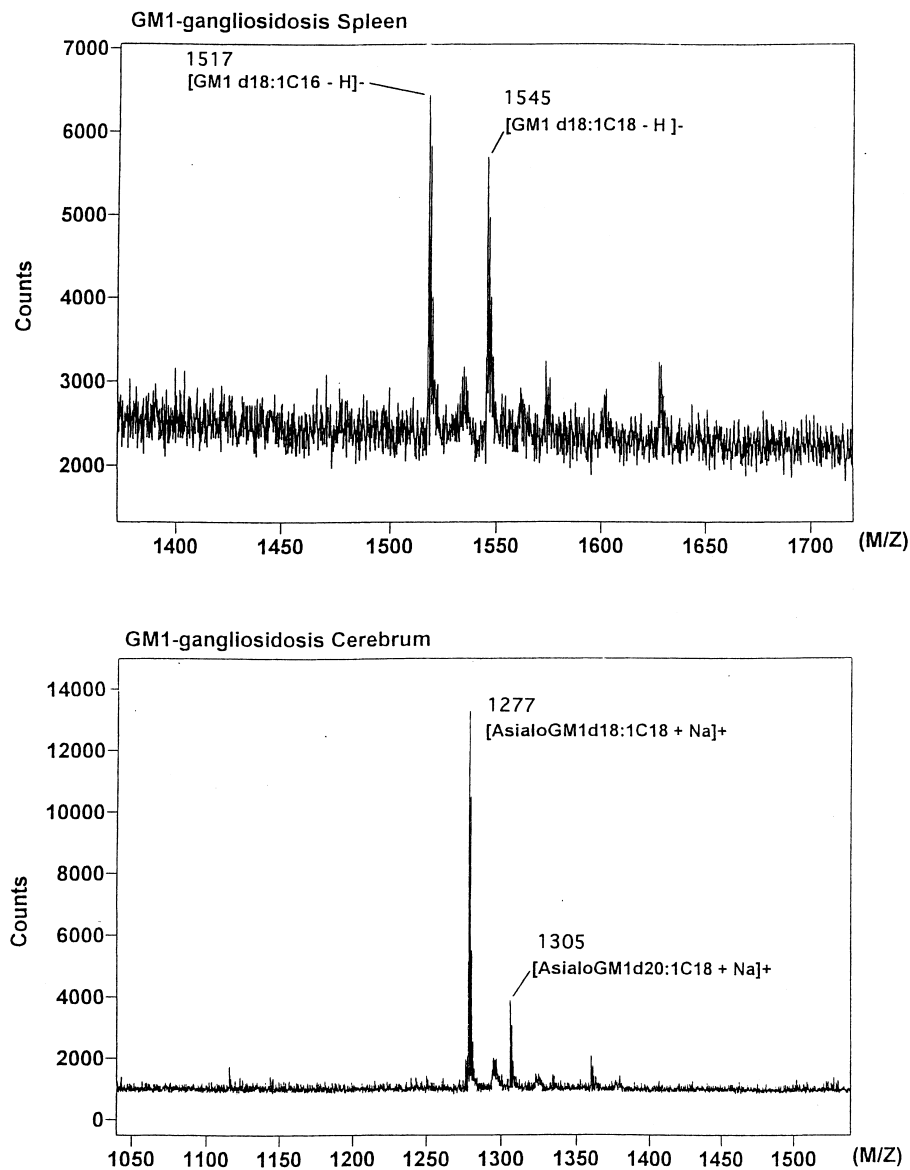 GM1-gangliosidosis Spleen
7000
6000
5000
4000
3000
2000
Counts
1517
[GM1 d18:1C16 - H]-
1545
[GM1 d18:1C18 - H ]-
1400 1450 1500 1550 1600 1650 1700 (M/Z)
GM1-gangliosidosis Cerebrum
14000
12000
10000
8000
6000
4000
2000
0
Counts
1277
[AsialoGM1d18:1C18 + Na]+
1305
[AsialoGM1d20:1C18 + Na]+
1050 1100 1150 1200 1250 1300 1350 1400 1450 1500 (M/Z)